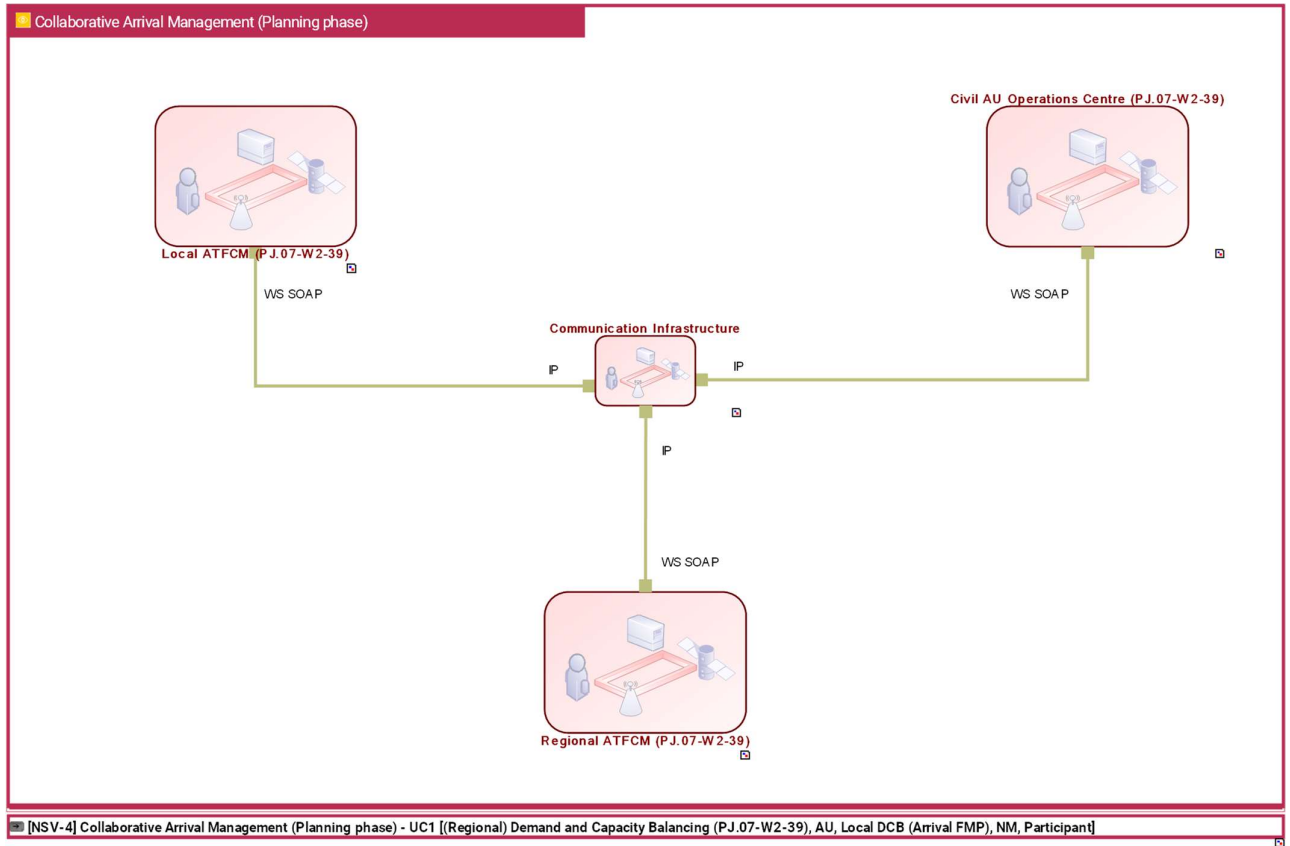 Collaborative Arrival Management (Planning phase)
Civil AU Operations Centre (PJ.07-W2-39)
Local ATFCM (PJ.07-W2-39)
WS SOAP
WS SOAP
Communication Infrastructure
IP
IP
IP
WS SOAP
Regional ATFCM (PJ.07-W2-39)
[NSV-4] Collaborative Arrival Management (Planning phase) - UC1 [(Regional) Demand and Capacity Balancing (PJ.07-W2-39), AU, Local DCB (Arrival FMP), NM, Participant]